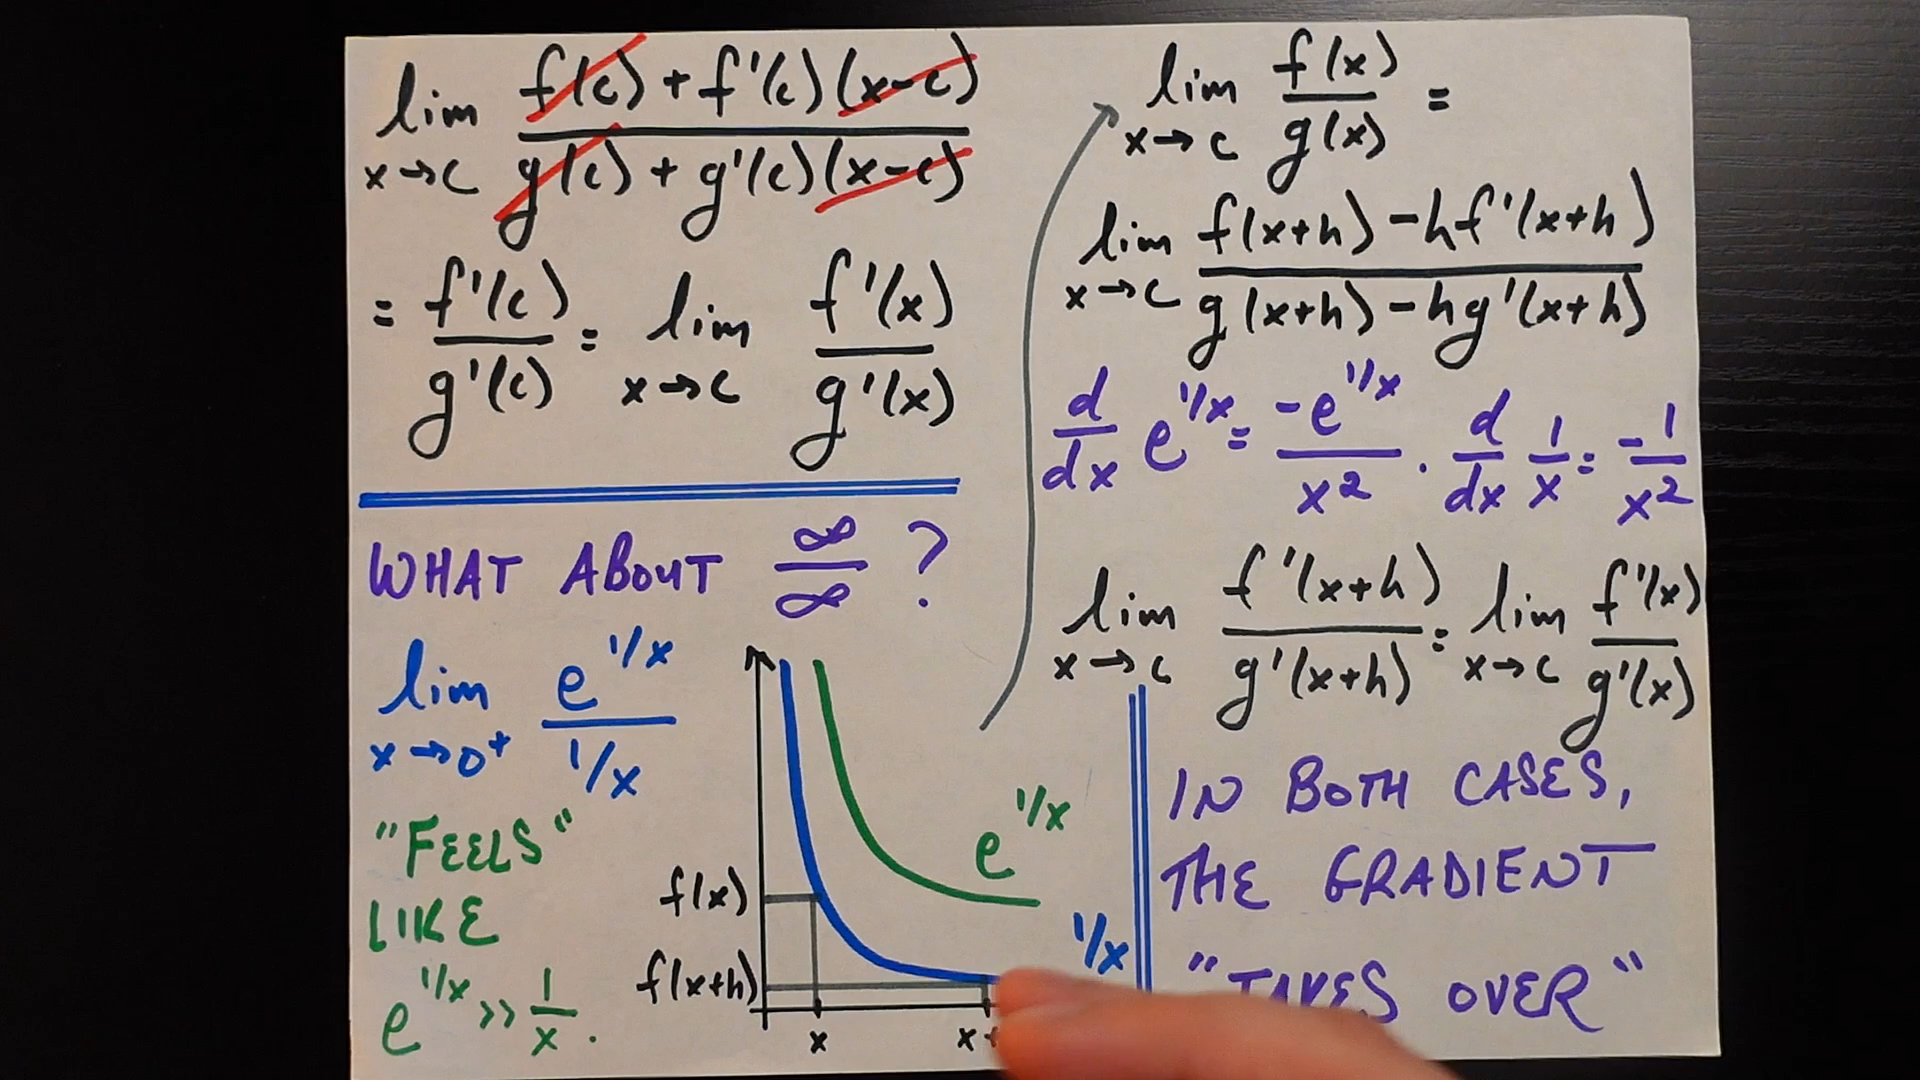 lim x→c (f(c) + f'(c)(x-c)) / (g(c) + g'(c)(x-c))
= f'(c)/g'(c) = lim x→c f'(x)/g'(x)
WHAT ABOUT ∞/∞ ?
lim x→0⁺ e^(1/x) / (1/x)
"FEELS"
LIKE
e^(1/x) >> 1/x .
e^(1/x)
1/x
f(x)
f(x+h)
x
x+
lim x→c f(x)/g(x) =
lim x→c (f(x+h) - hf'(x+h)) / (g(x+h) - hg'(x+h))
d/dx e^(1/x) = -e^(1/x)/x² . d/dx 1/x = -1/x²
lim x→c f'(x+h)/g'(x+h) = lim x→c f'(x)/g'(x)
IN BOTH CASES,
THE GRADIENT
"TAKES OVER"